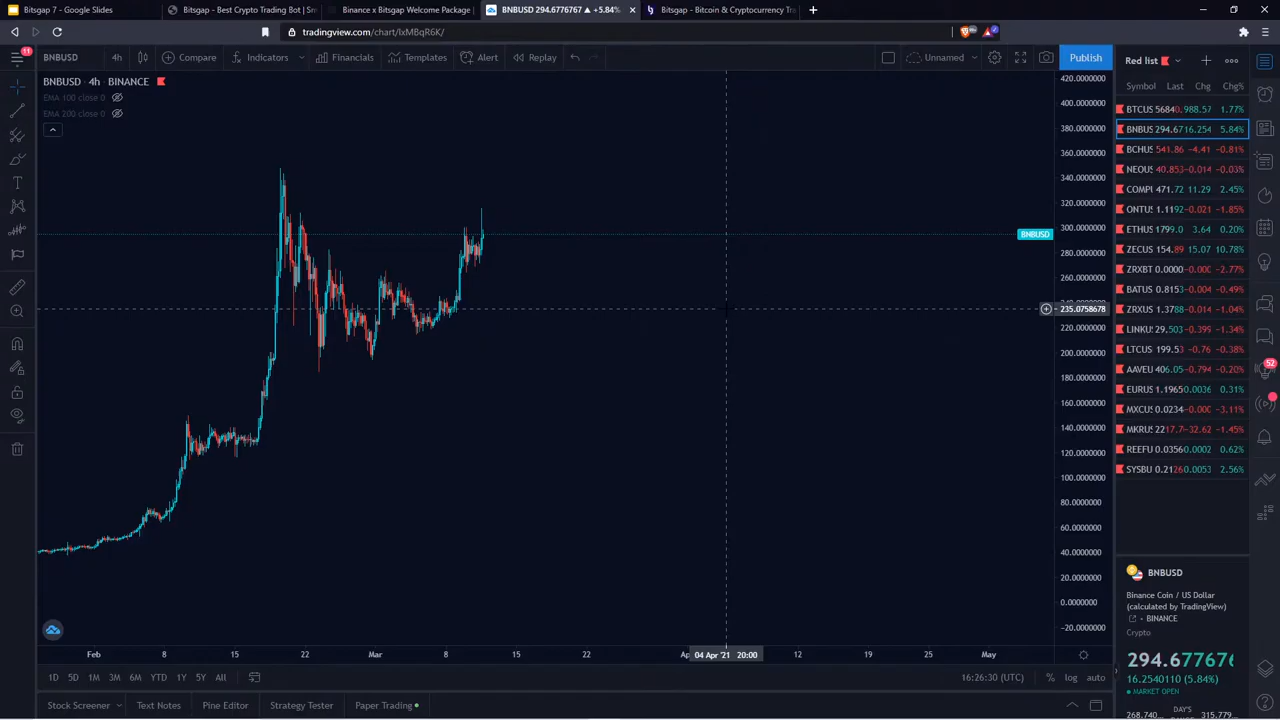 Bitsgap 7 - Google Slides
Bitsgap - Best Crypto Trading Bot | Sm
Binance x Bitsgap Welcome Package |
BNBUSD 294.6776767 ▲ +5.84%
Bitsgap - Bitcoin & Cryptocurrency Tra
tradingview.com/chart/lxMBqR6K/
11
BNBUSD
4h
Compare
Indicators
Financials
Templates
Alert
Replay
Unnamed
Publish
Red list
BNBUSD · 4h · BINANCE
EMA 100 close 0
EMA 200 close 0
Symbol Last Chg Chg%
BTCUS 5684 988.57 1.77%
BNBUS 294.6 716.254 5.84%
BCHUS 541.86 -4.41 -0.81%
NEOUS 40.853 -0.014 -0.03%
COMPI 471.72 11.29 2.45%
ONTUS 1.1192 -0.021 -1.85%
ETHUS 1799.0 3.64 0.20%
ZECUS 154.89 15.07 10.78%
ZRXBT 0.0000 -0.000 -2.77%
BATUS 0.8153 -0.004 -0.49%
ZRXUS 1.3788 -0.014 -1.04%
LINKU 29.503 -0.399 -1.34%
LTCUS 199.53 -0.76 -0.38%
AAVEU 406.05 -0.794 -0.20%
EURUS 1.1965 0.0036 0.31%
MXCUS 0.0234 -0.000 -3.11%
MKRUS 2217.7 -32.62 -1.45%
REEFU 0.0356 0.0002 0.62%
SYSBU 0.2126 0.0053 2.56%
420.0000000
400.0000000
380.0000000
360.0000000
340.0000000
320.0000000
300.0000000
BNBUSD
280.0000000
260.0000000
235.0758678
220.0000000
200.0000000
180.0000000
160.0000000
140.0000000
120.0000000
100.0000000
80.0000000
60.0000000
40.0000000
20.0000000
0.0000000
-20.0000000
52
BNBUSD
Binance Coin / US Dollar
(calculated by TradingView)
BINANCE
Crypto
294.677767
16.2540110 (5.84%)
MARKET OPEN
268.740
DAY'S
315.779
Feb 8 15 22 Mar 8 15 22 04 Apr '21 20:00 12 19 25 May
1D 5D 1M 3M 6M YTD 1Y 5Y All
16:26:30 (UTC)
% log auto
Stock Screener
Text Notes
Pine Editor
Strategy Tester
Paper Trading